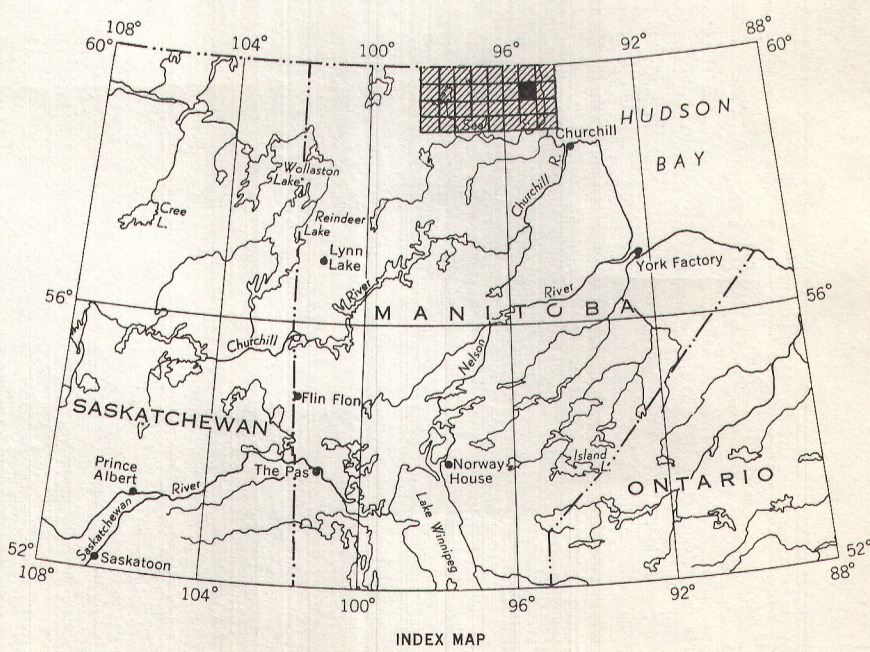 108° 104° 100° 96° 92° 88°
60° 60°
HUDSON
BAY
Seal
Churchill
Wollaston
Lake
Churchill R.
Cree
L.
Reindeer
Lake
Lynn
Lake
York Factory
River
River
56° 56°
MANITOBA
Churchill
Nelson
Flin Flon
SASKATCHEWAN
Island
L.
Prince
Albert
The Pas
Norway
House
River
ONTARIO
Saskatchewan
Lake Winnipeg
Saskatoon
52° 52°
108° 104° 100° 96° 92° 88°
INDEX MAP